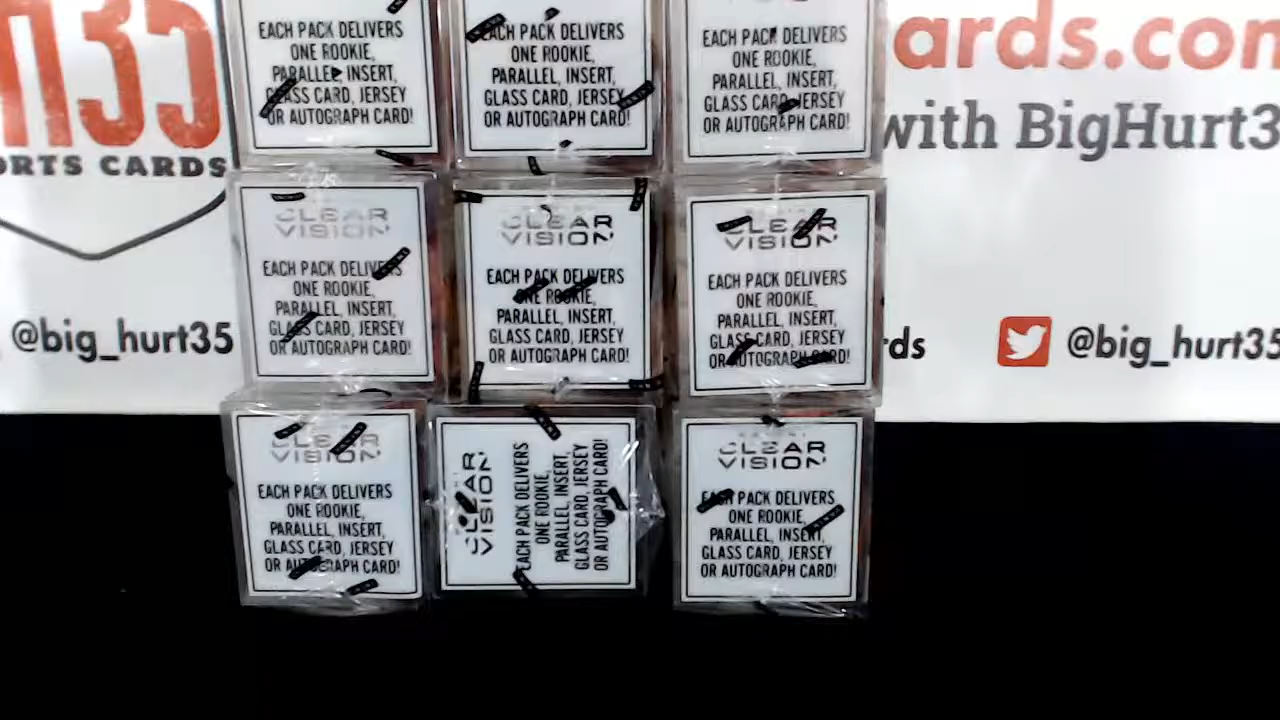 ards.com
ORTS CARDS
with BigHurt3
@big_hurt35
rds
@big_hurt35
EACH PACK DELIVERS
ONE ROOKIE,
PARALLEL, INSERT,
GLASS CARD, JERSEY
OR AUTOGRAPH CARD!
EACH PACK DELIVERS
ONE ROOKIE,
PARALLEL, INSERT,
GLASS CARD, JERSEY
OR AUTOGRAPH CARD!
EACH PACK DELIVERS
ONE ROOKIE,
PARALLEL, INSERT,
GLASS CARD, JERSEY
OR AUTOGRAPH CARD!
CLEAR
VISION
EACH PACK DELIVERS
ONE ROOKIE,
PARALLEL, INSERT,
GLASS CARD, JERSEY
OR AUTOGRAPH CARD!
CLEAR
VISION
EACH PACK DELIVERS
ONE ROOKIE,
PARALLEL, INSERT,
GLASS CARD, JERSEY
OR AUTOGRAPH CARD!
CLEAR
VISION
EACH PACK DELIVERS
ONE ROOKIE,
PARALLEL, INSERT,
GLASS CARD, JERSEY
OR AUTOGRAPH CARD!
CLEAR
VISION
EACH PACK DELIVERS
ONE ROOKIE,
PARALLEL, INSERT,
GLASS CARD, JERSEY
OR AUTOGRAPH CARD!
CLEAR
VISION
EACH PACK DELIVERS
ONE ROOKIE,
PARALLEL, INSERT,
GLASS CARD, JERSEY
OR AUTOGRAPH CARD!
CLEAR
VISION
EACH PACK DELIVERS
ONE ROOKIE,
PARALLEL, INSERT,
GLASS CARD, JERSEY
OR AUTOGRAPH CARD!